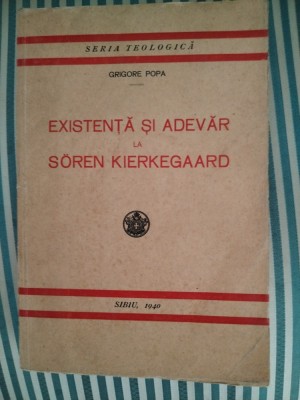 SERIA TEOLOGICĂ
GRIGORE POPA
EXISTENȚĂ ȘI ADEVĂR
LA
SÖREN KIERKEGAARD
SIBIU, 1940